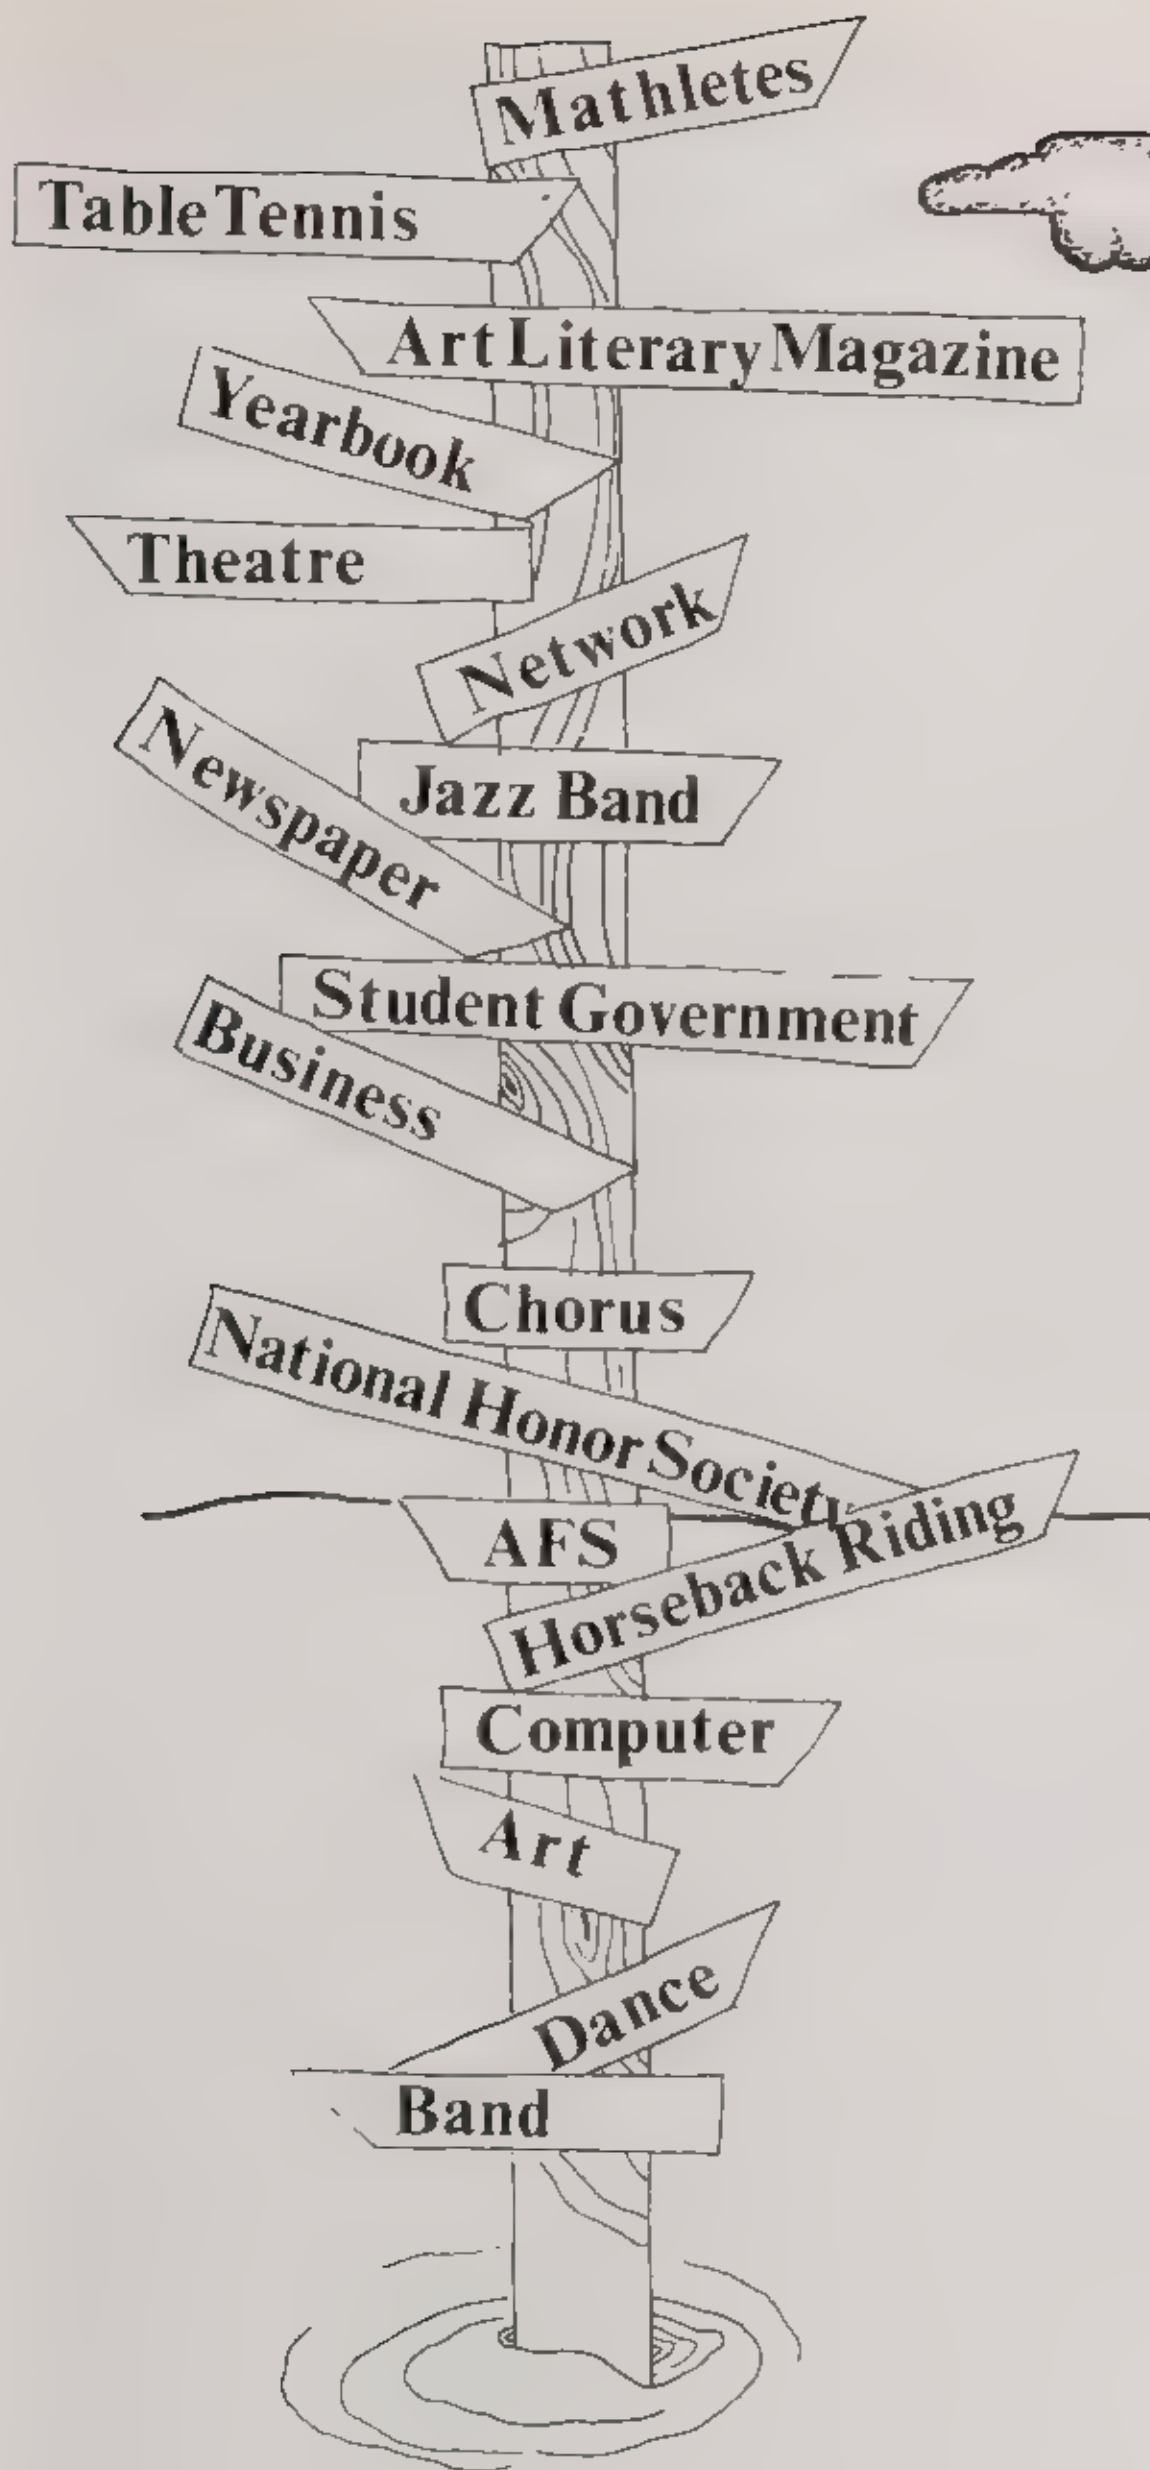 Mathletes
Table Tennis
Art Literary Magazine
Yearbook
Theatre
Network
Newspaper
Jazz Band
Student Government
Business
Chorus
National Honor Society
AFS
Horseback Riding
Computer
Art
Dance
Band